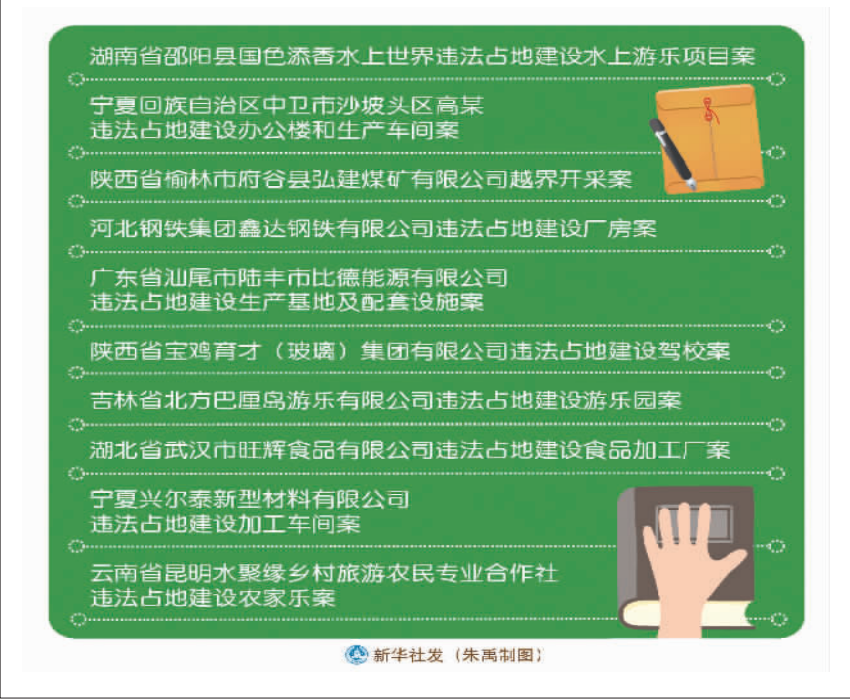 湖南省邵阳县国色添香水上世界违法占地建设水上游乐项目案
宁夏回族自治区中卫市沙坡头区高某
违法占地建设办公楼和生产车间案
陕西省榆林市府谷县弘建煤矿有限公司越界开采案
河北钢铁集团鑫达钢铁有限公司违法占地建设厂房案
广东省汕尾市陆丰市比德能源有限公司
违法占地建设生产基地及配套设施案
陕西省宝鸡育才（玻璃）集团有限公司违法占地建设驾校案
吉林省北方巴厘岛游乐有限公司违法占地建设游乐园案
湖北省武汉市旺辉食品有限公司违法占地建设食品加工厂案
宁夏兴尔泰新型材料有限公司
违法占地建设加工车间案
云南省昆明水聚缘乡村旅游农民专业合作社
违法占地建设农家乐案
新华社发（朱禹制图）